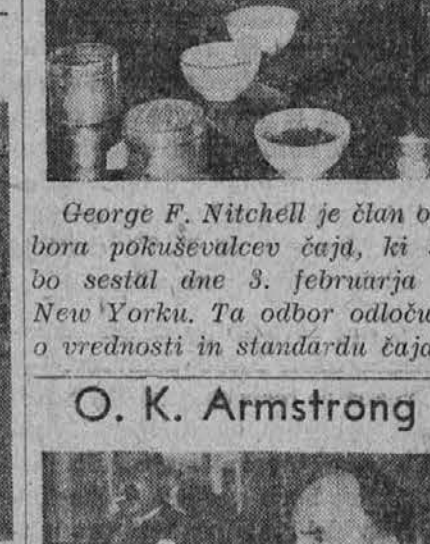 George F. Nitchell je član o
bora pokuševalcev čaja, ki
bo sestal dne 3. februarja
New Yorku. Ta odbor odloču
o vrednosti in standardu čaja
O. K. Armstrong